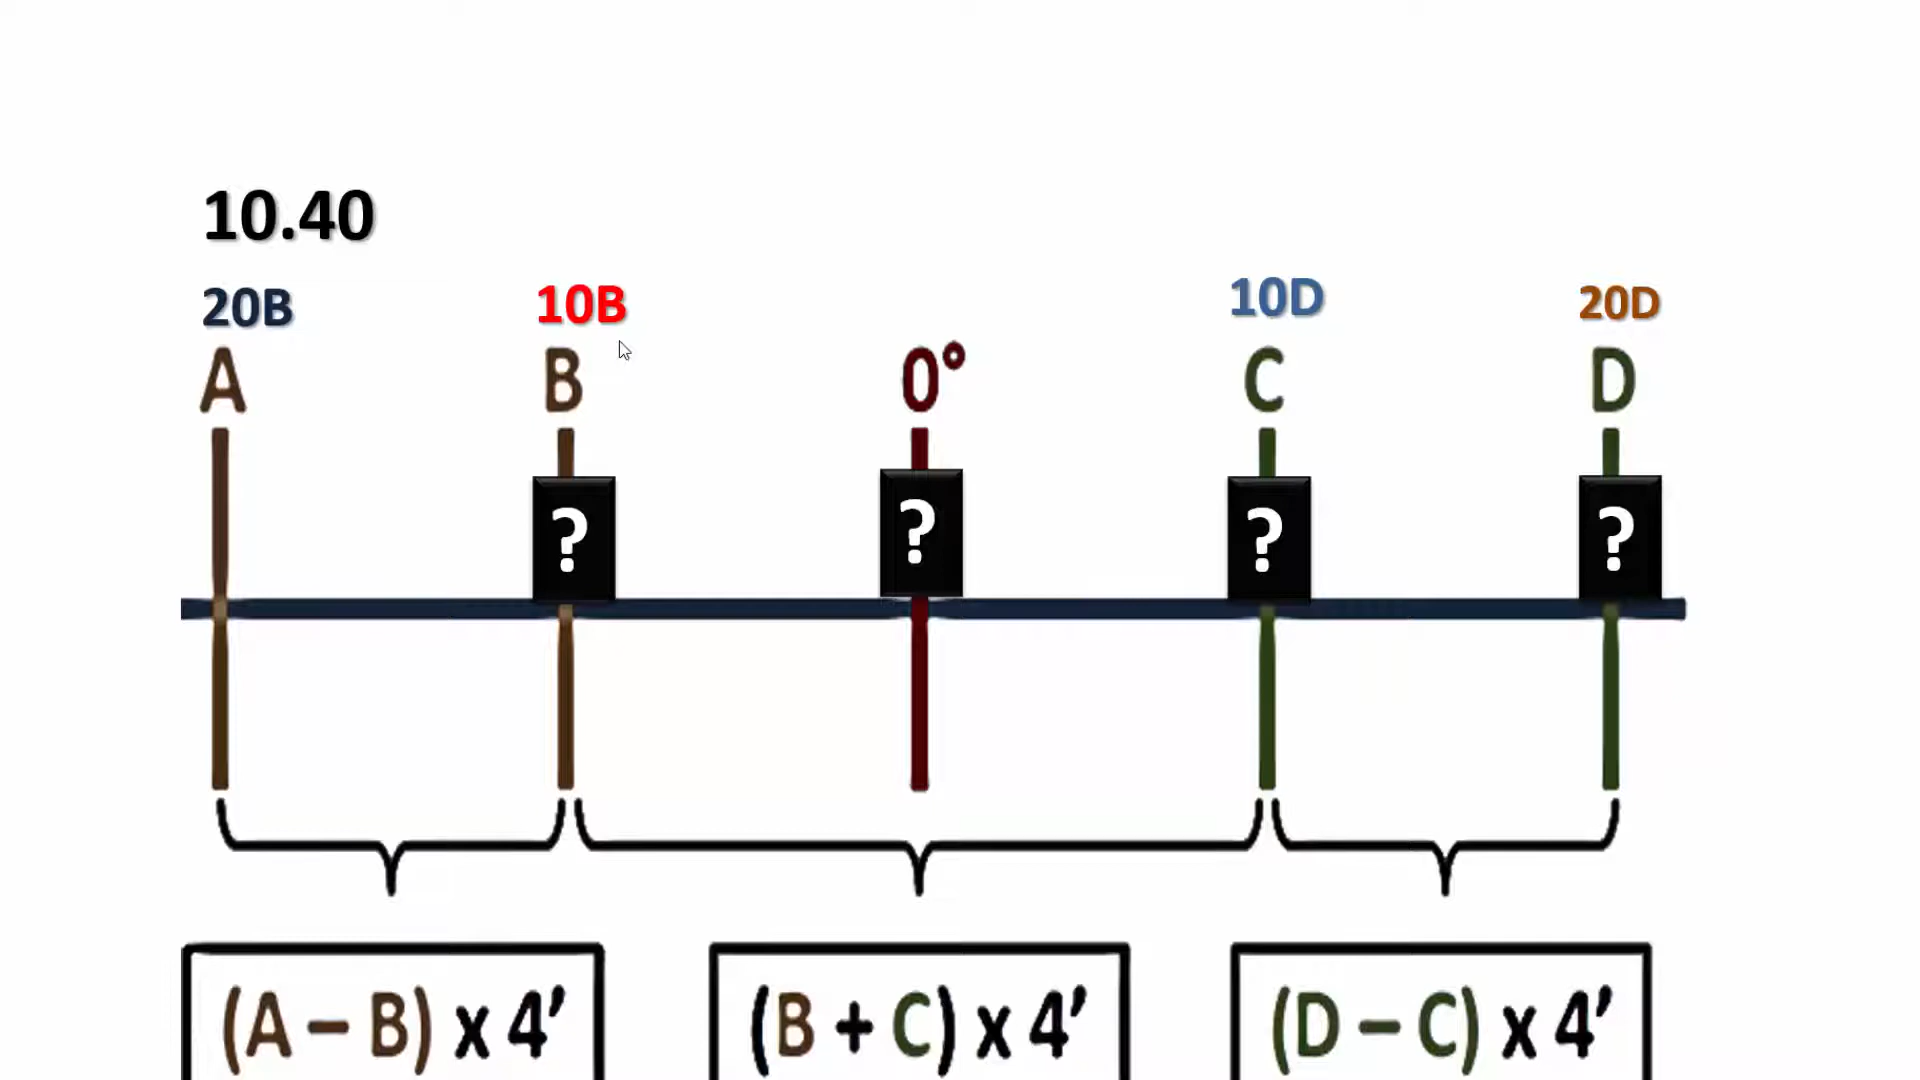 10.40
20B 10B 10D 20D
A B 0° C D
? ? ? ?
(A – B) x 4’ (B + C) x 4’ (D – C) x 4’